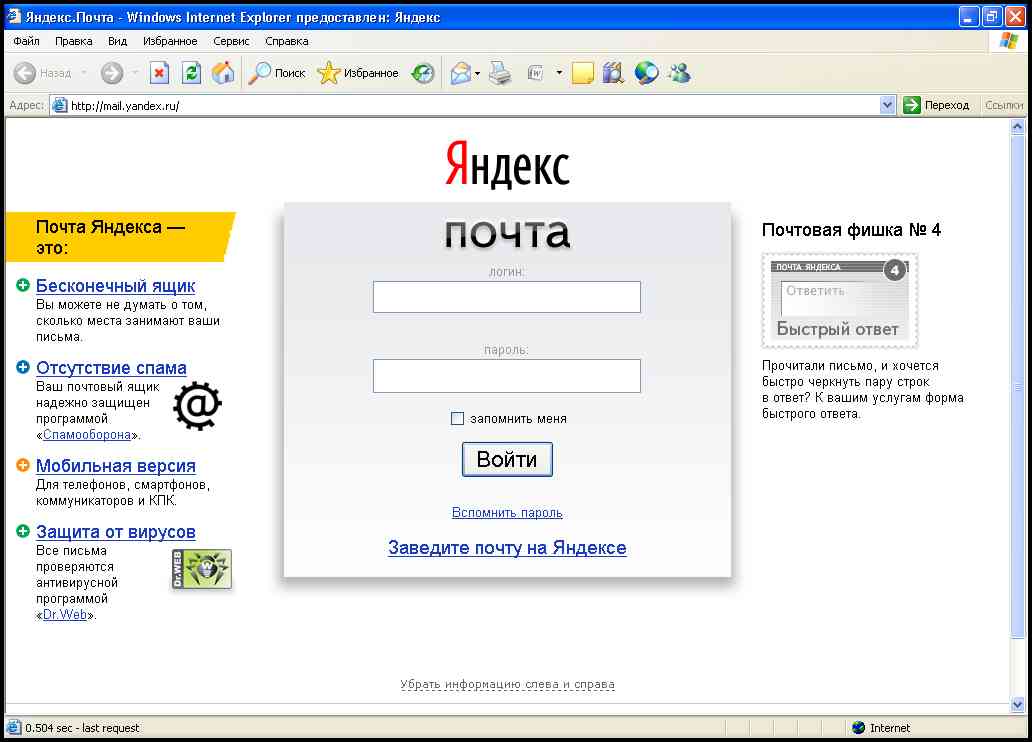 Яндекс.Почта - Windows Internet Explorer предоставлен: Яндекс
Файл Правка Вид Избранное Сервис Справка
Назад Поиск Избранное
Адрес: http://mail.yandex.ru/ Переход Ссылки
Яндекс
почта
Почта Яндекса —
это:
Бесконечный ящик
Вы можете не думать о том,
сколько места занимают ваши
письма.
Отсутствие спама
Ваш почтовый ящик
надежно защищен
программой
«Спамооборона».
@
Мобильная версия
Для телефонов, смартфонов,
коммуникаторов и КПК.
Защита от вирусов
Все письма
проверяются
антивирусной
программой
«Dr.Web».
Dr.WEB
логин:
пароль:
запомнить меня
Войти
Вспомнить пароль
Заведите почту на Яндексе
Почтовая фишка № 4
ПОЧТА ЯНДЕКСА 4
Ответить
Быстрый ответ
Прочитали письмо, и хочется
быстро черкнуть пару строк
в ответ? К вашим услугам форма
быстрого ответа.
Убрать информацию слева и справа
0.504 sec - last request Internet